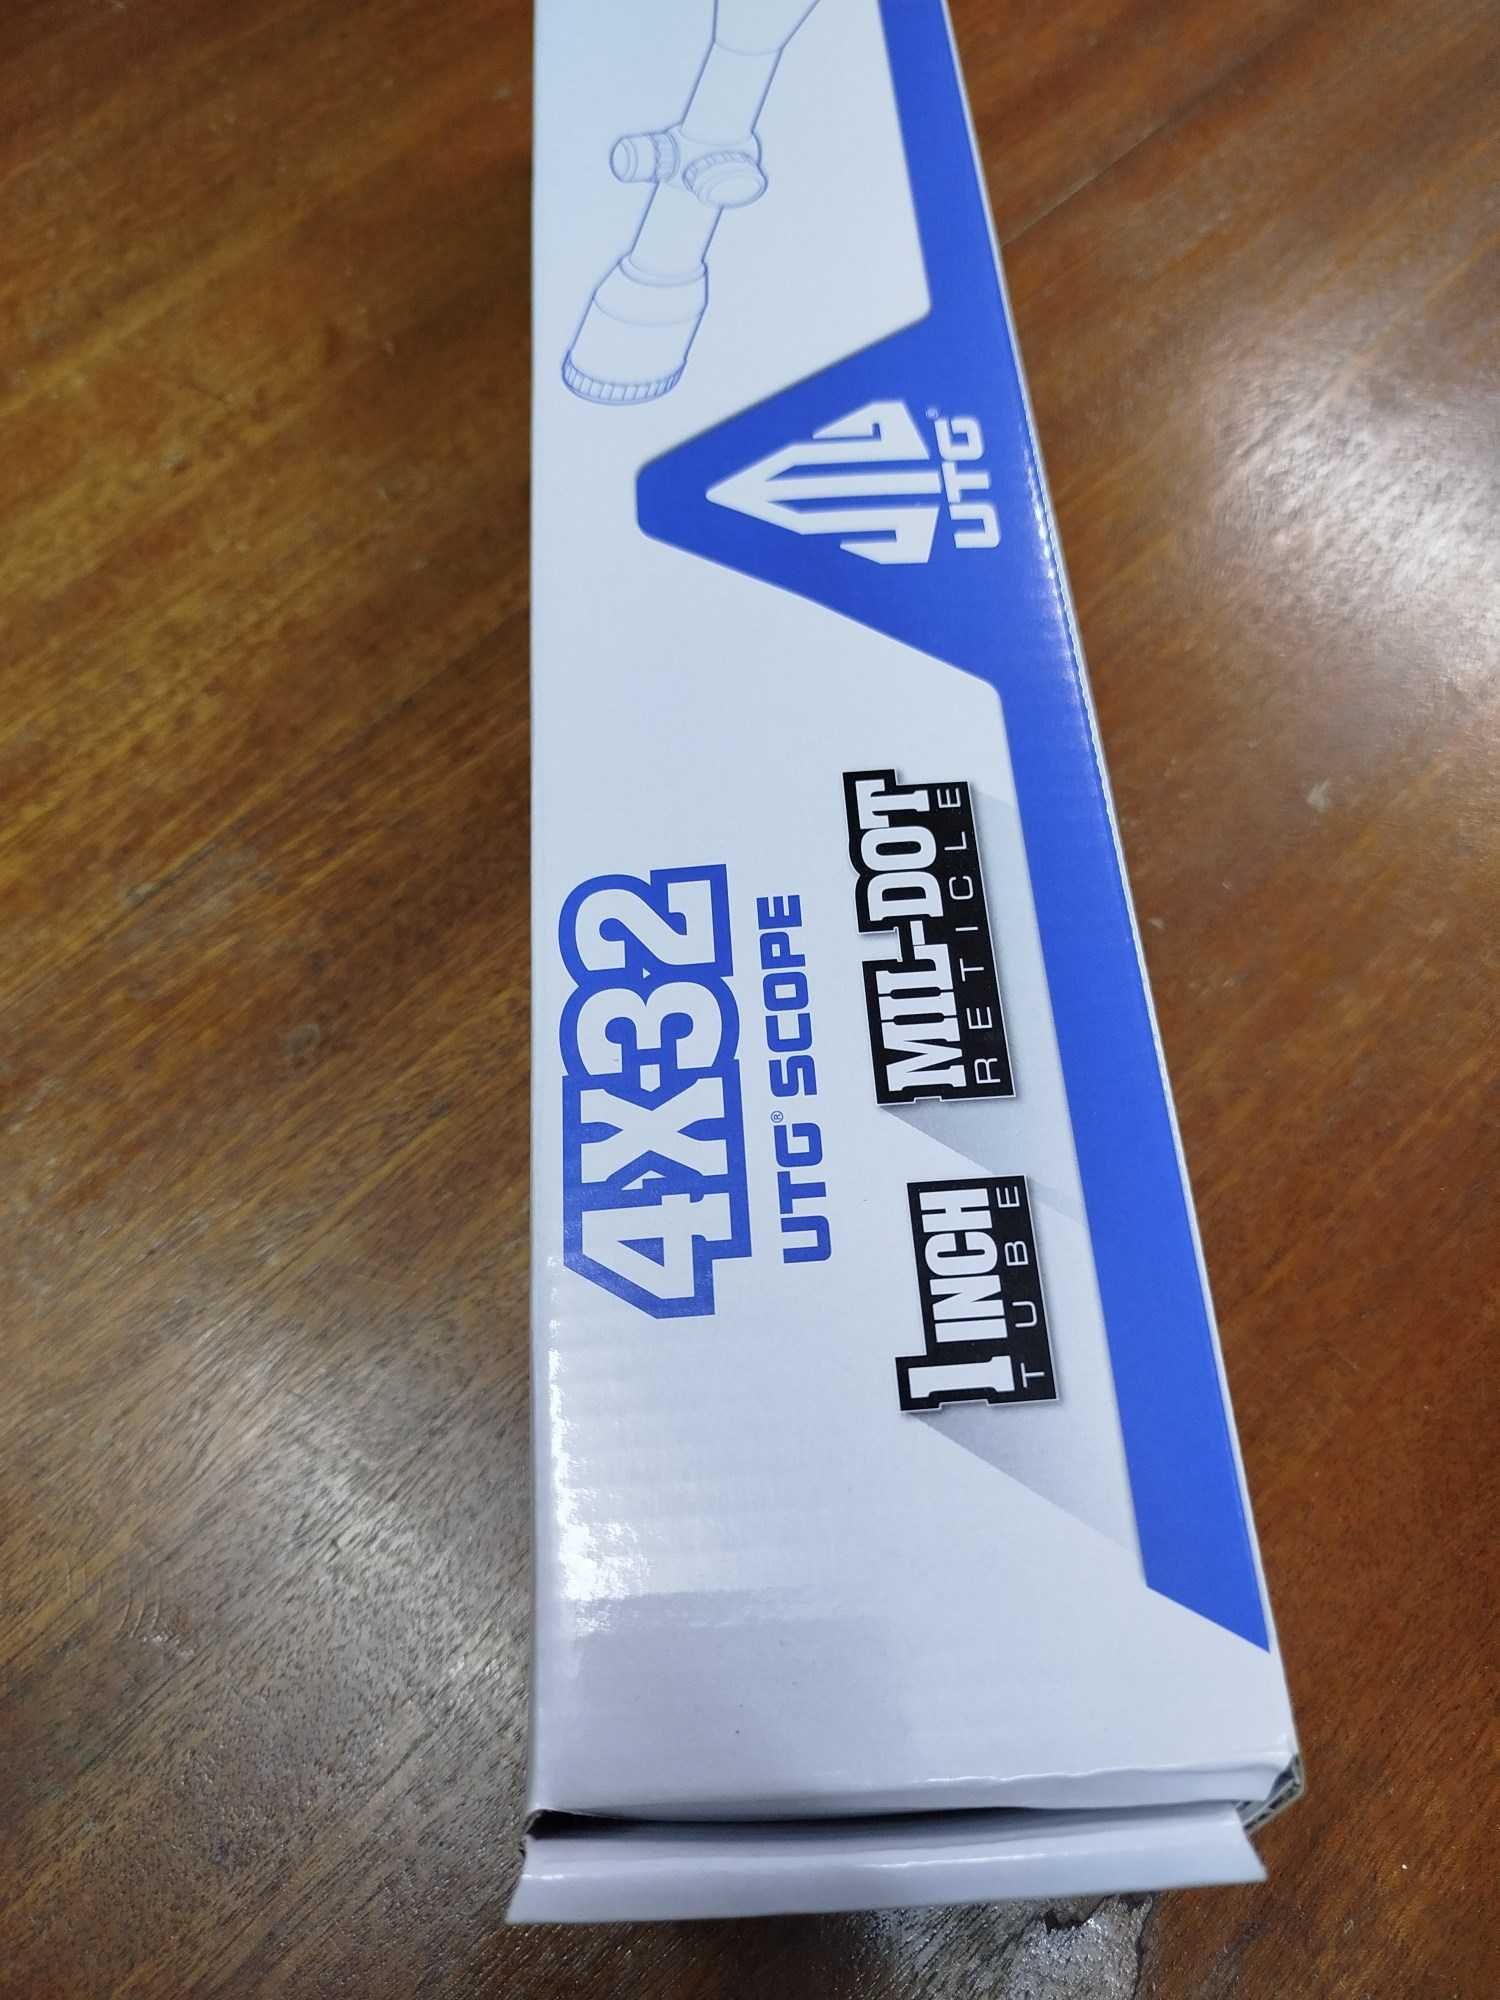 UTG®
4X32
UTG® SCOPE
1 INCH
TUBE
MIL-DOT
RETICLE